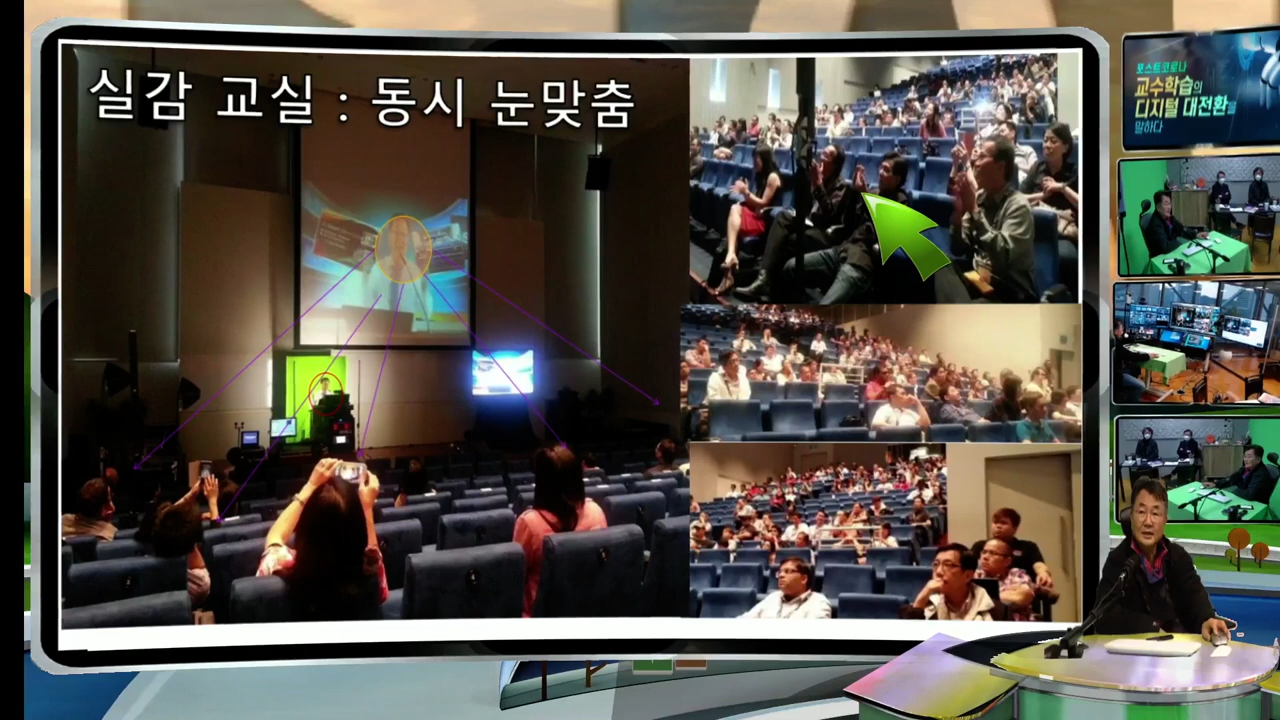 실감 교실 : 동시 눈맞춤
포스트코로나
교수학습의
디지털 대전환을
말하다